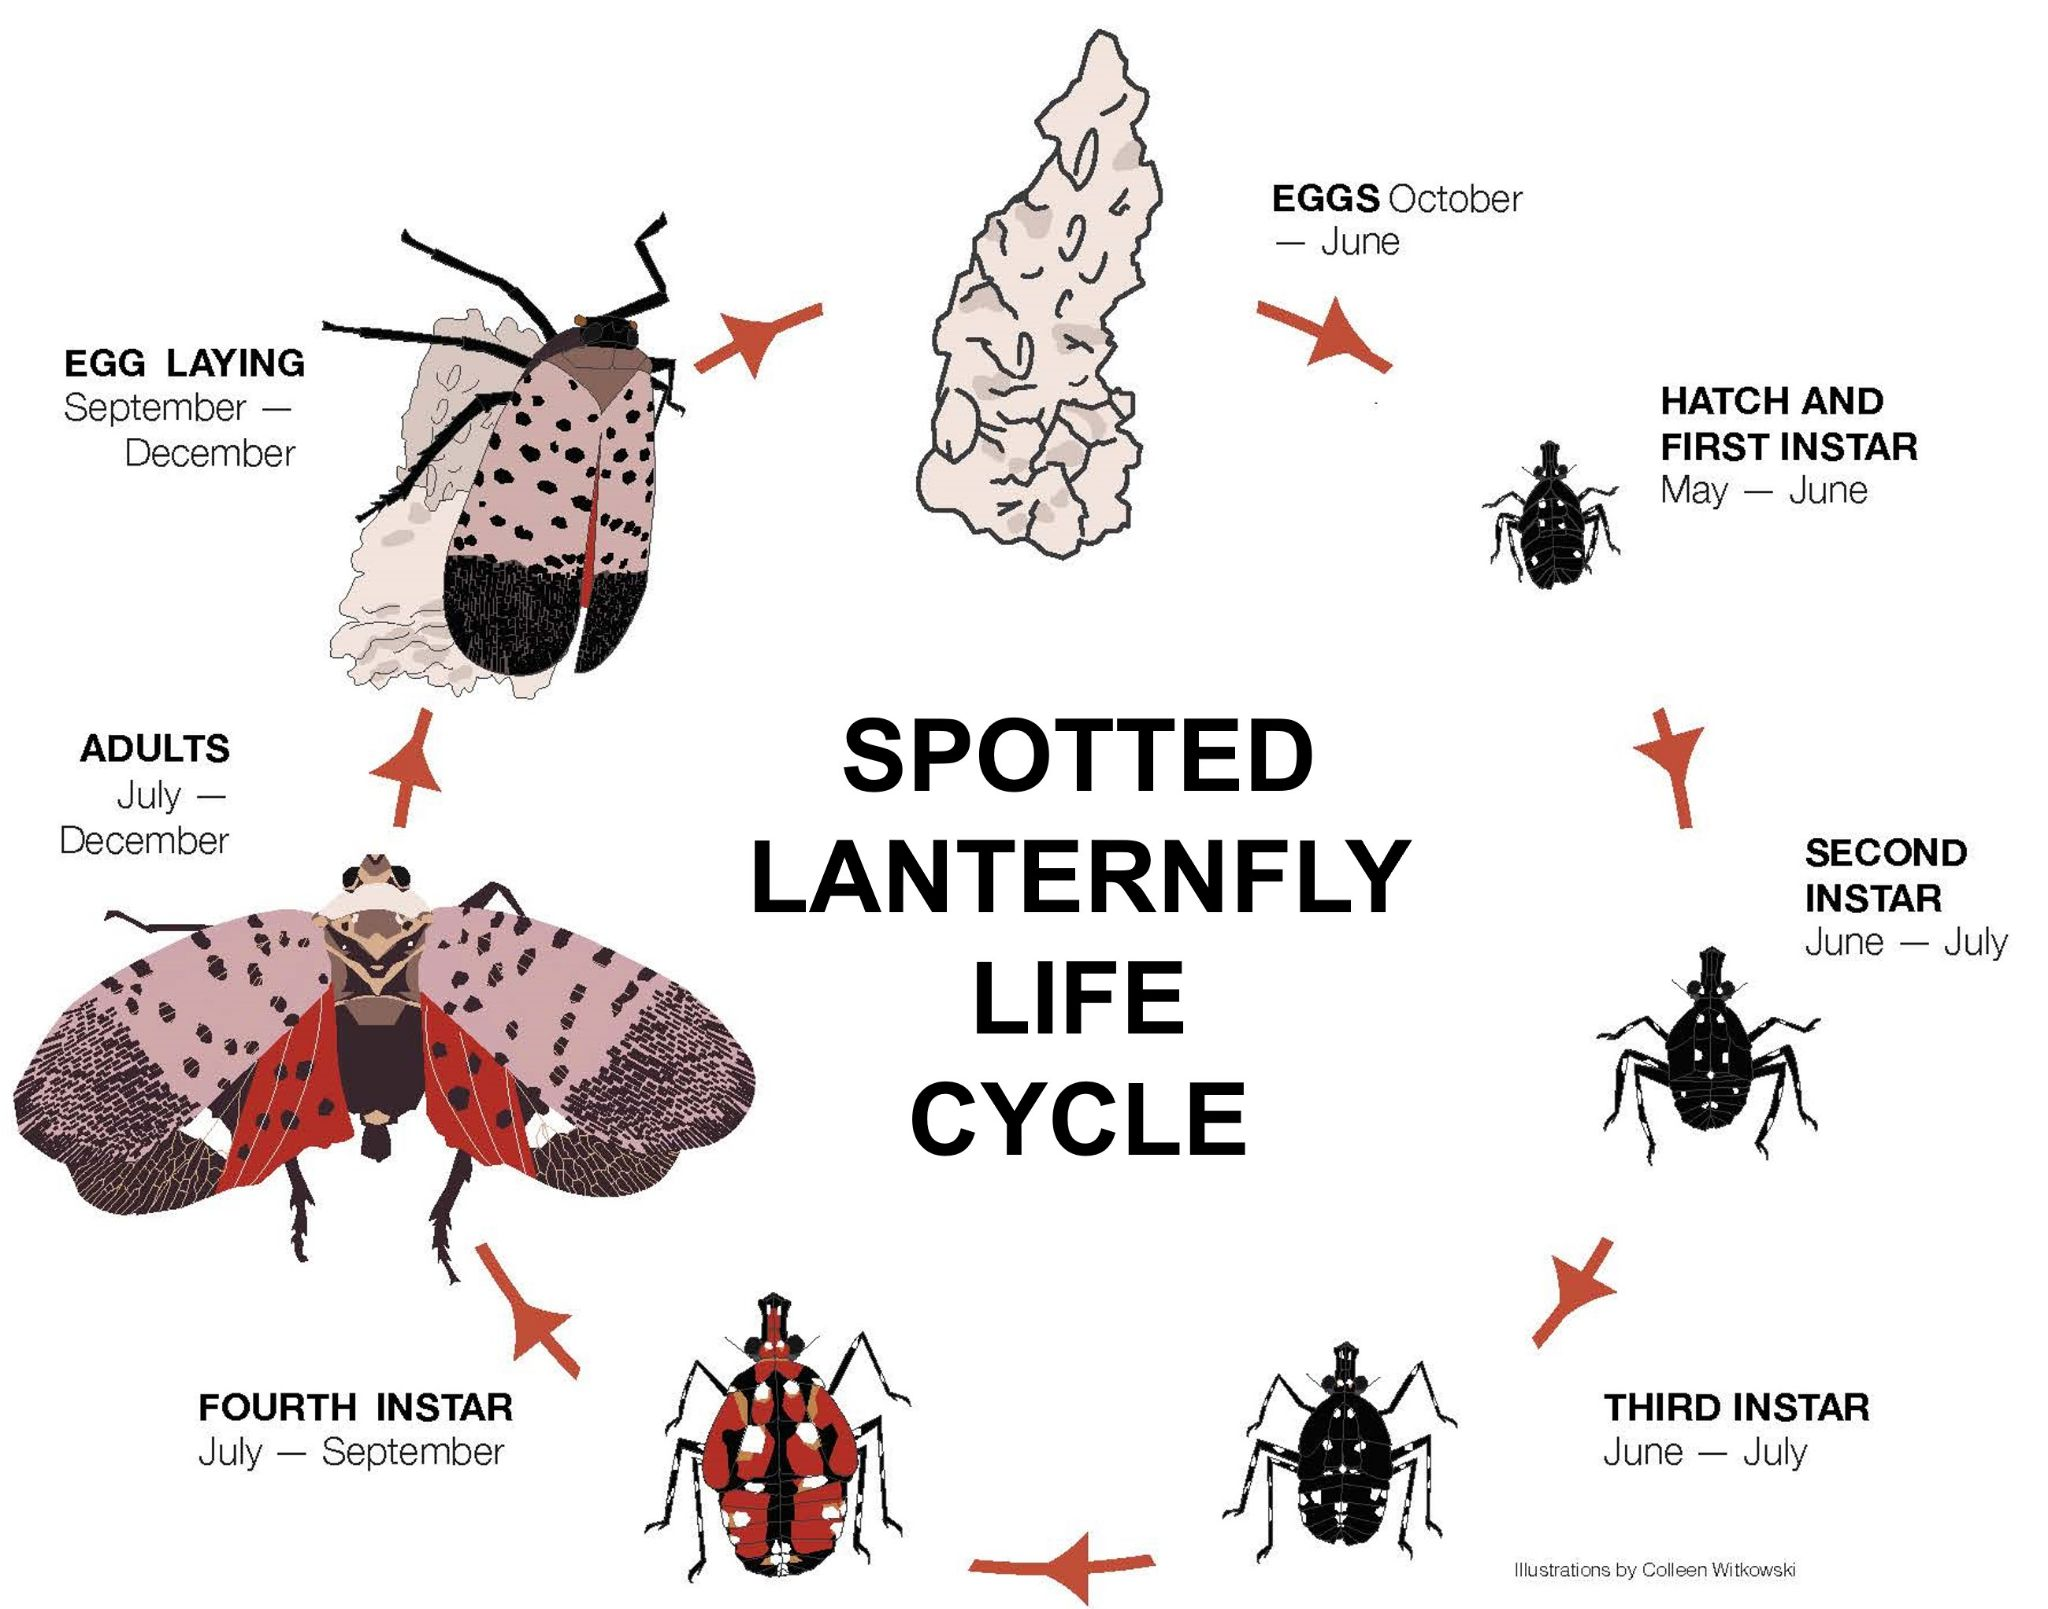 EGGS October
— June
HATCH AND
FIRST INSTAR
May — June
SECOND
INSTAR
June — July
THIRD INSTAR
June — July
FOURTH INSTAR
July — September
ADULTS
July —
December
EGG LAYING
September —
December
SPOTTED
LANTERNFLY
LIFE
CYCLE
Illustrations by Colleen Witkowski